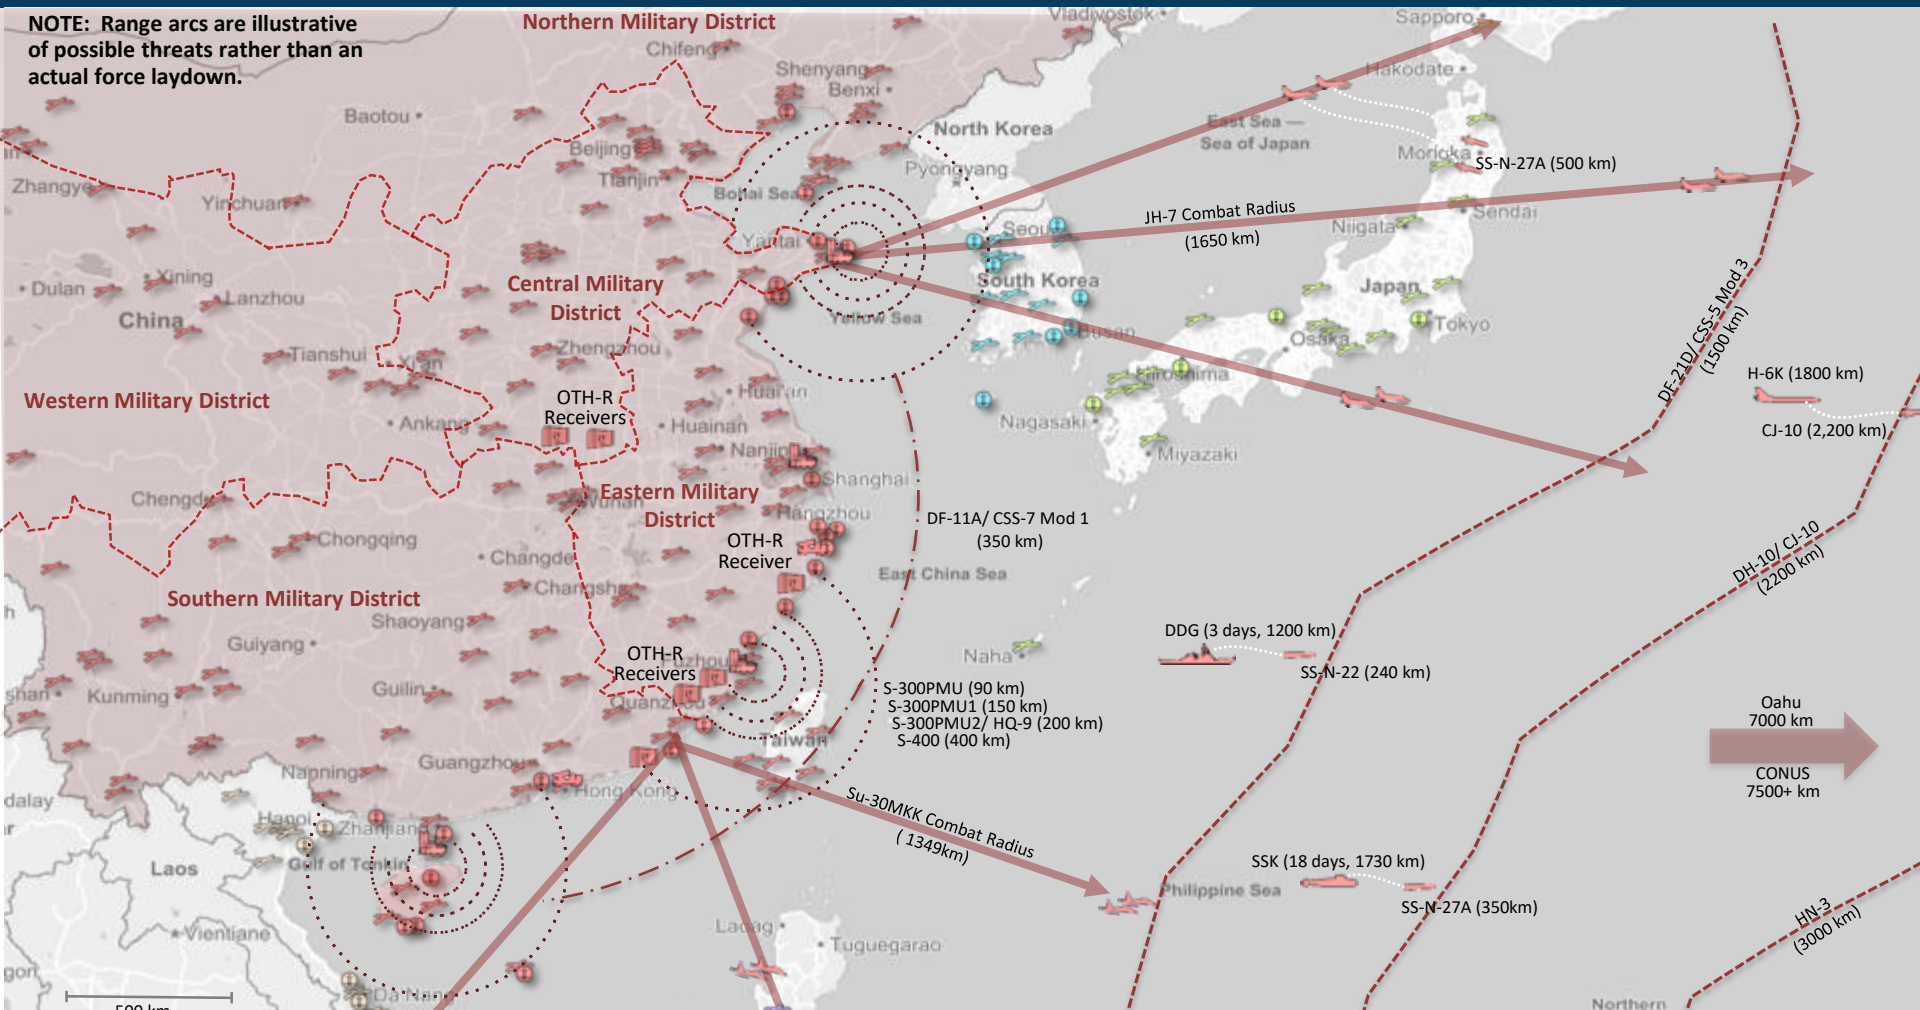 NOTE: Range arcs are illustrative
of possible threats rather than an
actual force laydown.
Northern Military District
Vladivostok
Sapporo
Chifeng
Shenyang
Benxi
Hakodate
Baotou
North Korea
East Sea —
Sea of Japan
Beijing
Tianjin
Pyongyang
Morioka
SS-N-27A (500 km)
Zhangye
Yinchuan
Bohai Sea
JH-7 Combat Radius
(1650 km)
Sendai
Niigata
Yantai
Seoul
Xining
Dulan
Lanzhou
Central Military
District
South Korea
Japan
China
Yellow Sea
Busan
Tokyo
Osaka
DF-21D/ CSS-5 Mod 3
(1500 km)
Tianshui
Xi'an
Zhengzhou
Hiroshima
H-6K (1800 km)
Western Military District
OTH-R
Receivers
Huai'an
CJ-10 (2,200 km)
Ankang
Huainan
Nagasaki
Nanjing
Miyazaki
Shanghai
Chengdu
Wuhan
Eastern Military
District
Hangzhou
DF-11A/ CSS-7 Mod 1
(350 km)
Chongqing
OTH-R
Receiver
Changde
East China Sea
DH-10/ CJ-10
(2200 km)
Changsha
Southern Military District
Shaoyang
DDG (3 days, 1200 km)
Guiyang
OTH-R
Receivers
Fuzhou
Naha
SS-N-22 (240 km)
Kunming
Guilin
Quanzhou
S-300PMU (90 km)
S-300PMU1 (150 km)
S-300PMU2/ HQ-9 (200 km)
S-400 (400 km)
Oahu
7000 km
Taiwan
Nanning
Guangzhou
Hong Kong
CONUS
7500+ km
Su-30MKK Combat Radius
( 1349km)
Hanoi
Zhanjiang
Laos
Gulf of Tonkin
SSK (18 days, 1730 km)
Philippine Sea
SS-N-27A (350km)
HN-3
(3000 km)
Vientiane
Laoag
Tuguegarao
Da Nang
500 km
Northern